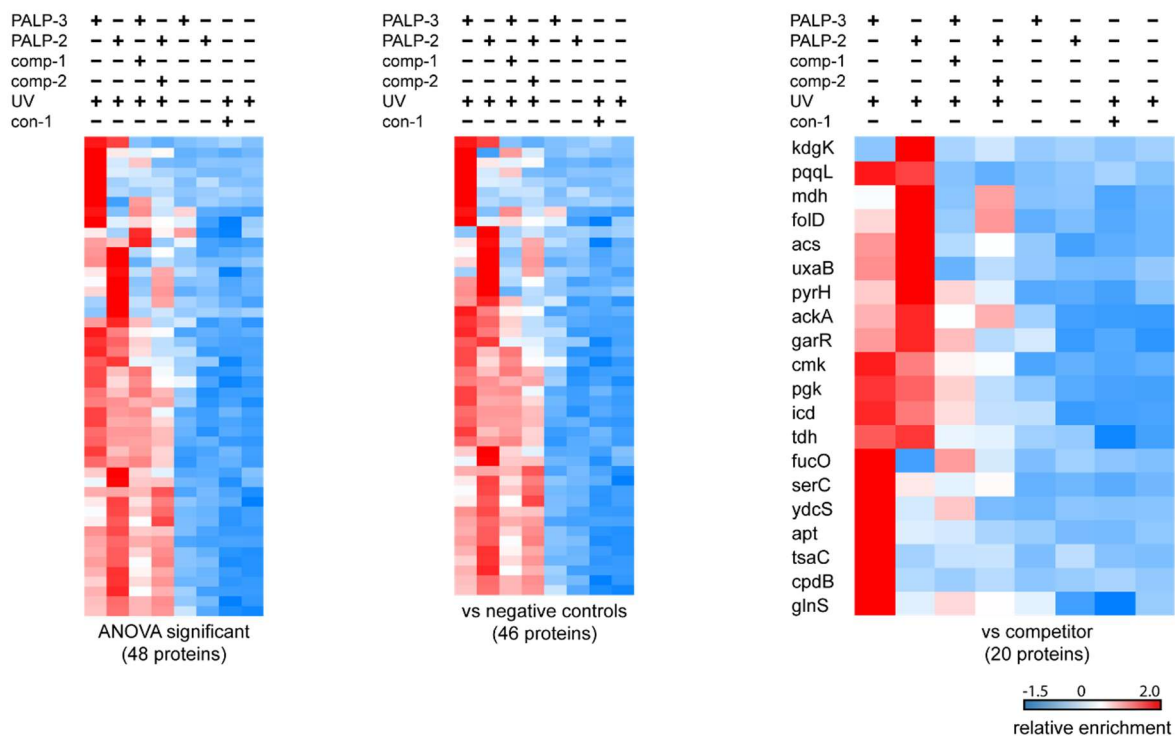 PALP-3 + − + − + − − −
PALP-2 − + − + − + − −
comp-1 − − + − − − − −
comp-2 − − − + − − − −
UV + + + + − − + +
con-1 − − − − − − + −
ANOVA significant
(48 proteins)
PALP-3 + − + − + − − −
PALP-2 − + − + − + − −
comp-1 − − + − − − − −
comp-2 − − − + − − − −
UV + + + + − − + +
con-1 − − − − − − + −
vs negative controls
(46 proteins)
PALP-3 + − + − + − − −
PALP-2 − + − + − + − −
comp-1 − − + − − − − −
comp-2 − − − + − − − −
UV + + + + − − + +
con-1 − − − − − − + −
kdgK
pqqL
mdh
folD
acs
uxaB
pyrH
ackA
garR
cmk
pgk
icd
tdh
fucO
serC
ydcS
apt
tsaC
cpdB
glnS
vs competitor
(20 proteins)
-1.5 0 2.0
relative enrichment